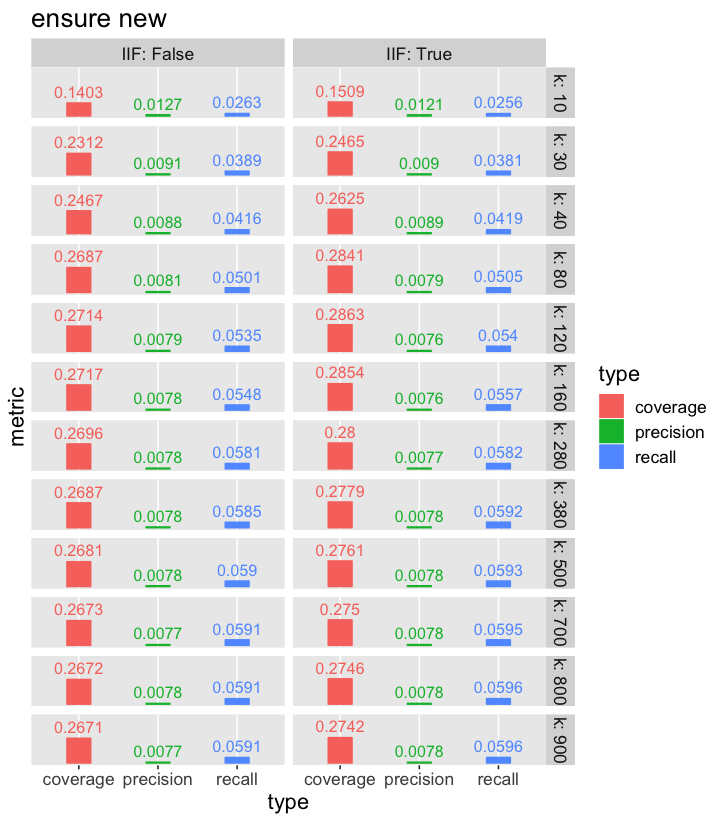 ensure new
IIF: False IIF: True
0.1403 0.0127 0.0263 0.1509 0.0121 0.0256 k: 10
0.2312 0.0091 0.0389 0.2465 0.009 0.0381 k: 30
0.2467 0.0088 0.0416 0.2625 0.0089 0.0419 k: 40
0.2687 0.0081 0.0501 0.2841 0.0079 0.0505 k: 80
0.2714 0.0079 0.0535 0.2863 0.0076 0.054 k: 120
0.2717 0.0078 0.0548 0.2854 0.0076 0.0557 k: 160
0.2696 0.0078 0.0581 0.28 0.0077 0.0582 k: 280
0.2687 0.0078 0.0585 0.2779 0.0078 0.0592 k: 380
0.2681 0.0078 0.059 0.2761 0.0078 0.0593 k: 500
0.2673 0.0077 0.0591 0.275 0.0078 0.0595 k: 700
0.2672 0.0078 0.0591 0.2746 0.0078 0.0596 k: 800
0.2671 0.0077 0.0591 0.2742 0.0078 0.0596 k: 900
coverage precision recall coverage precision recall
type
metric
type
coverage
precision
recall